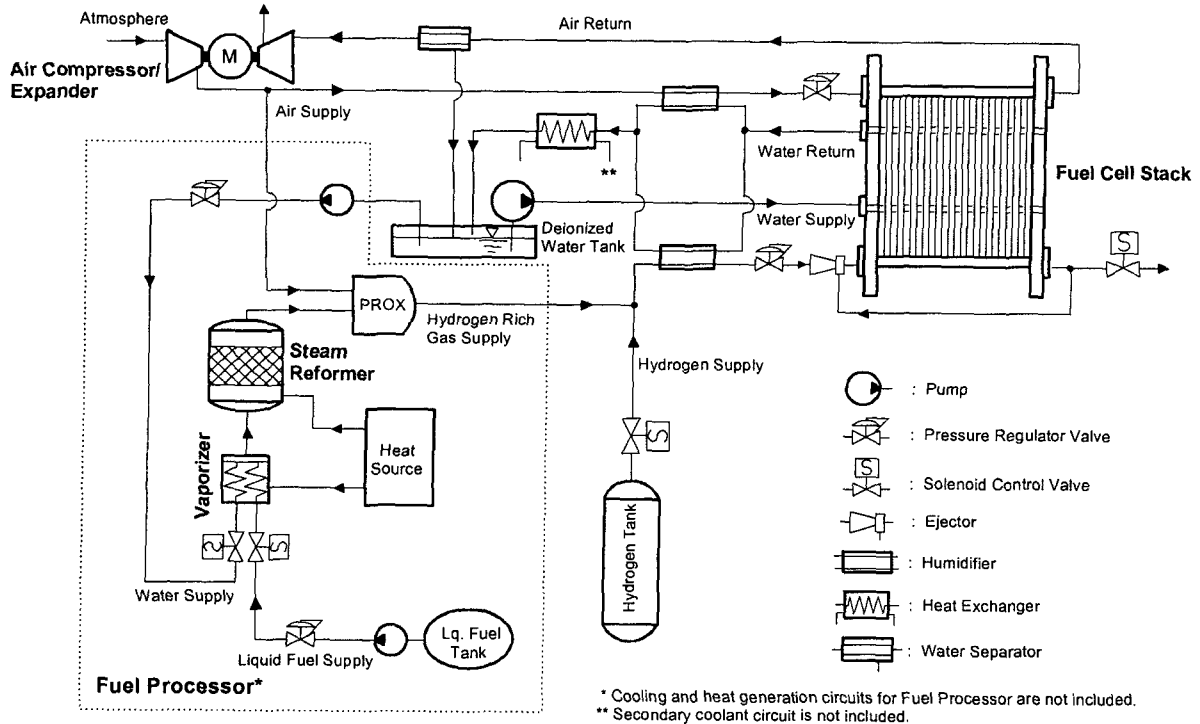 Atmosphere
Air Return
M
Air Compressor/
Expander
Air Supply
Water Return
**
Fuel Cell Stack
Water Supply
Deionized
Water Tank
S
PROX
Hydrogen Rich
Gas Supply
Steam
Reformer
Hydrogen Supply
Heat
Source
Vaporizer
S
S
S
Hydrogen Tank
Water Supply
Lq. Fuel
Tank
Liquid Fuel Supply
Fuel Processor*
: Pump
: Pressure Regulator Valve
S
: Solenoid Control Valve
: Ejector
: Humidifier
: Heat Exchanger
: Water Separator
* Cooling and heat generation circuits for Fuel Processor are not included.
** Secondary coolant circuit is not included.